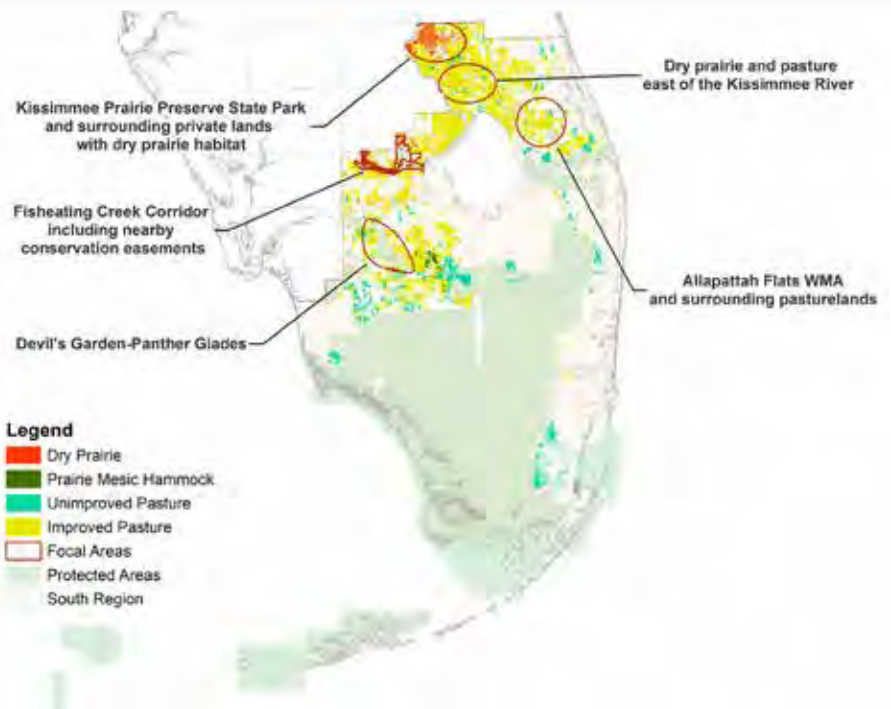 Dry prairie and pasture
east of the Kissimmee River
Kissimmee Prairie Preserve State Park
and surrounding private lands
with dry prairie habitat
Fisheating Creek Corridor
including nearby
conservation easements
Allapattah Flats WMA
and surrounding pasturelands
Devil's Garden-Panther Glades
Legend
Dry Prairie
Prairie Mesic Hammock
Unimproved Pasture
Improved Pasture
Focal Areas
Protected Areas
South Region